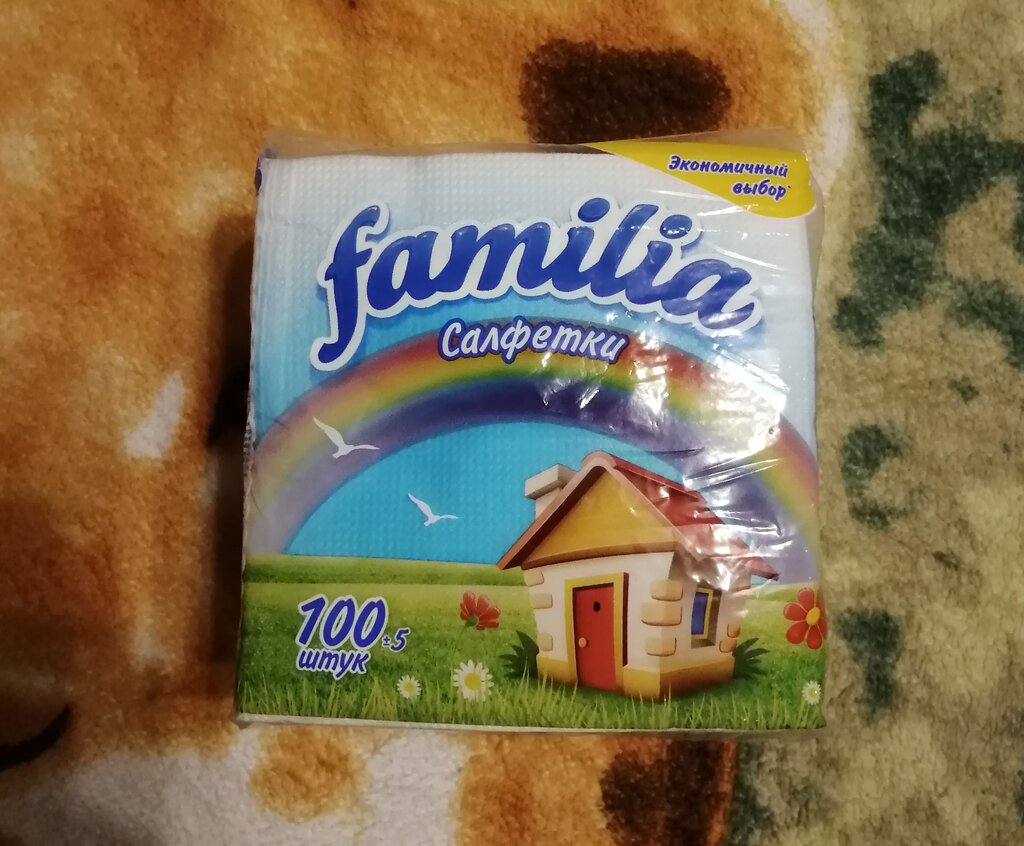 Экономичный
выбор*
familia
Салфетки
100±5
штук